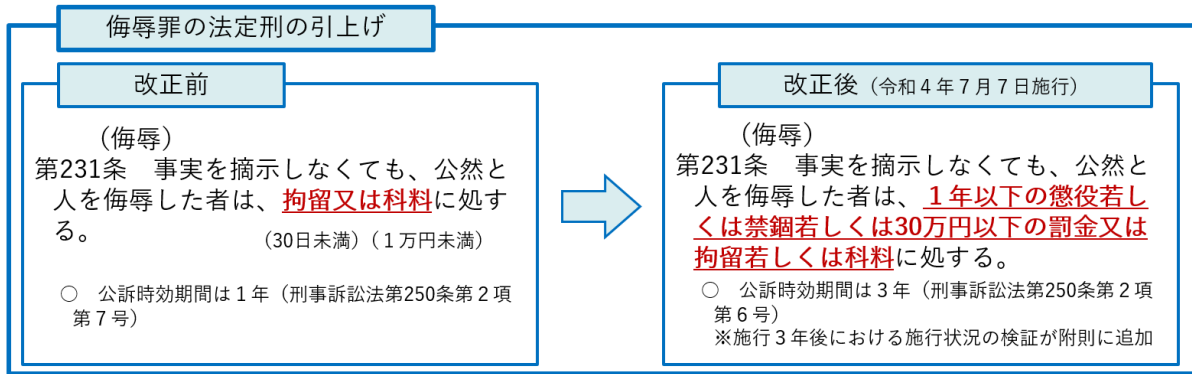 侮辱罪の法定刑の引上げ
改正前
（侮辱）
第231条　事実を摘示しなくても、公然と
人を侮辱した者は、拘留又は科料に処す
る。
（30日未満）（１万円未満）
○　公訴時効期間は１年（刑事訴訟法第250条第２項
第７号）
改正後（令和４年７月７日施行）
（侮辱）
第231条　事実を摘示しなくても、公然と
人を侮辱した者は、１年以下の懲役若し
くは禁錮若しくは30万円以下の罰金又は
拘留若しくは科料に処する。
○　公訴時効期間は３年（刑事訴訟法第250条第２項
第６号）
※施行３年後における施行状況の検証が附則に追加